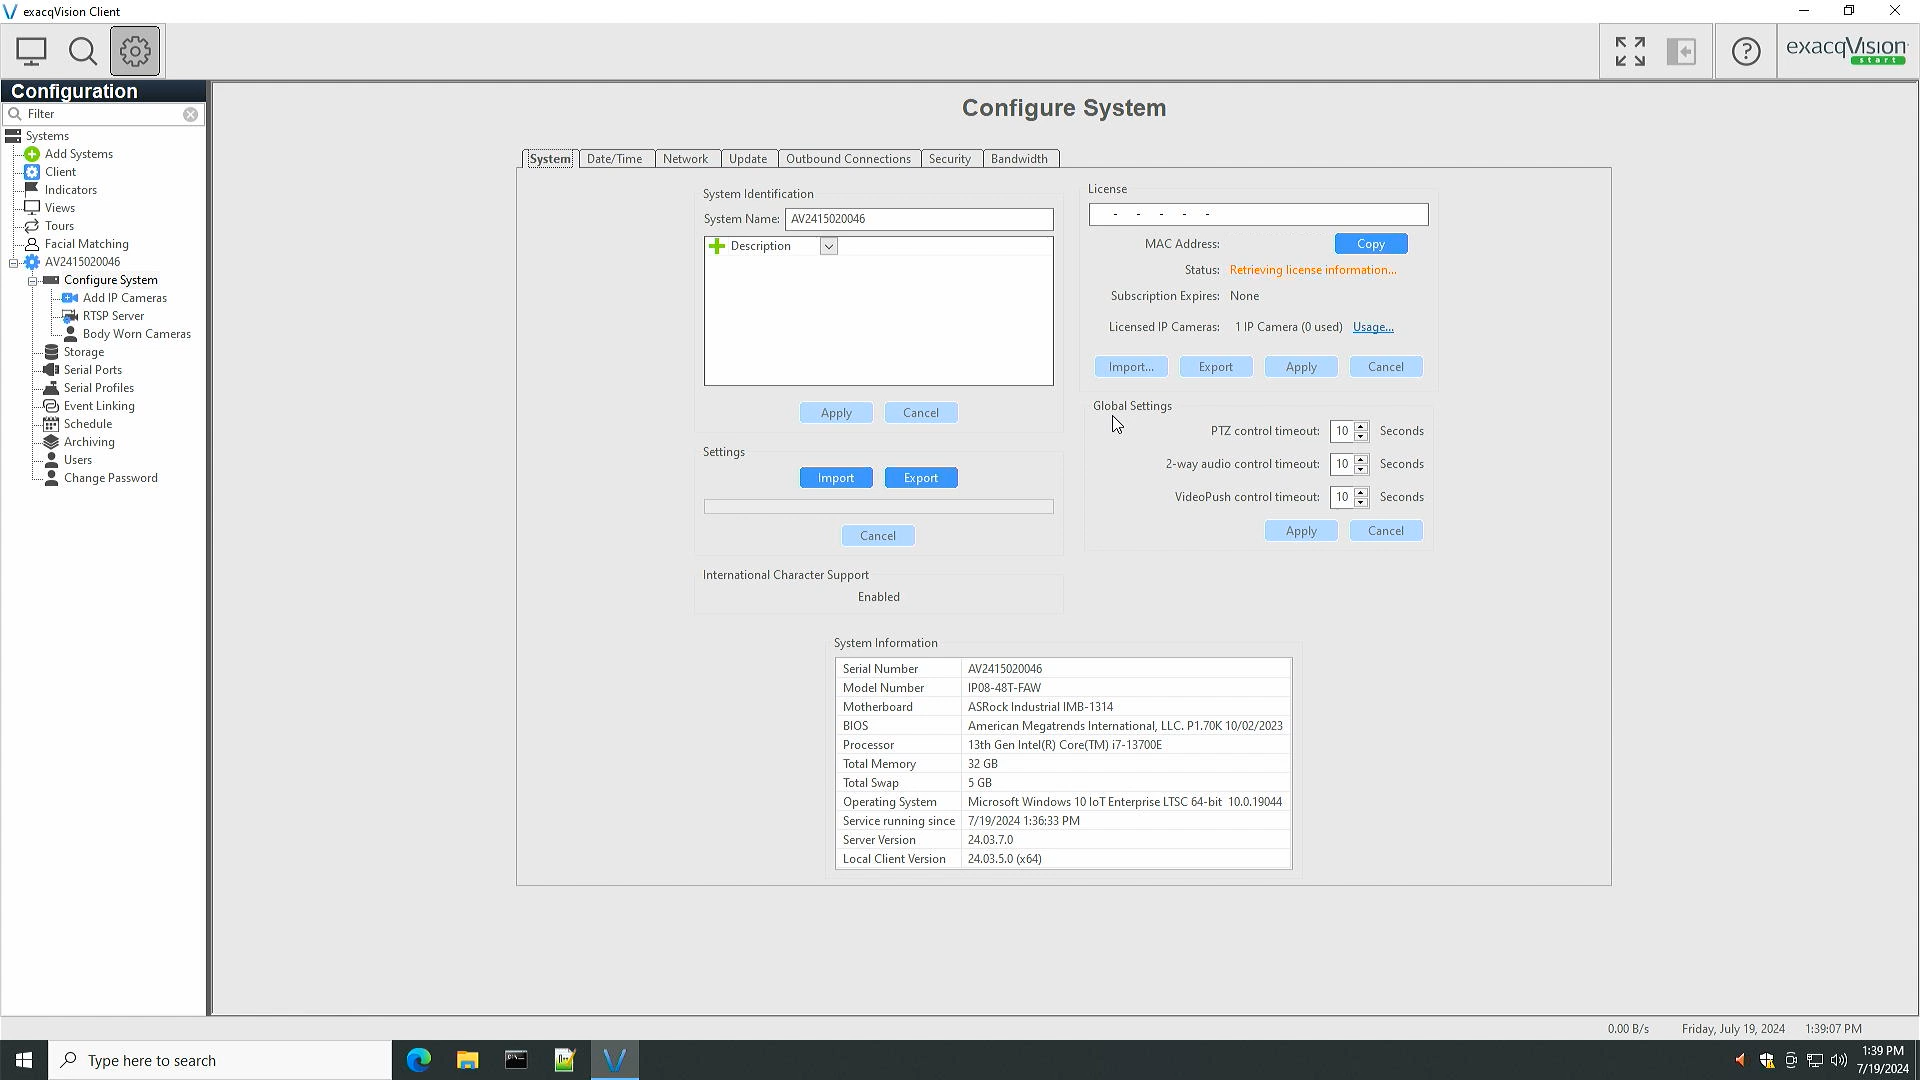 exacqVision Client
exacqVision
start
Configuration
Filter
Systems
Add Systems
Client
Indicators
Views
Tours
Facial Matching
AV2415020046
Configure System
Add IP Cameras
RTSP Server
Body Worn Cameras
Storage
Serial Ports
Serial Profiles
Event Linking
Schedule
Archiving
Users
Change Password
Configure System
System Date/Time Network Update Outbound Connections Security Bandwidth
System Identification
System Name: AV2415020046
Description
Apply Cancel
Settings
Import Export
Cancel
International Character Support
Enabled
License
- - - - -
MAC Address: Copy
Status: Retrieving license information...
Subscription Expires: None
Licensed IP Cameras: 1 IP Camera (0 used) Usage...
Import... Export Apply Cancel
Global Settings
PTZ control timeout: 10 Seconds
2-way audio control timeout: 10 Seconds
VideoPush control timeout: 10 Seconds
Apply Cancel
System Information
Serial Number AV2415020046
Model Number IP08-48T-FAW
Motherboard ASRock Industrial IMB-1314
BIOS American Megatrends International, LLC. P1.70K 10/02/2023
Processor 13th Gen Intel(R) Core(TM) i7-13700E
Total Memory 32 GB
Total Swap 5 GB
Operating System Microsoft Windows 10 IoT Enterprise LTSC 64-bit 10.0.19044
Service running since 7/19/2024 1:36:33 PM
Server Version 24.03.7.0
Local Client Version 24.03.5.0 (x64)
0.00 B/s Friday, July 19, 2024 1:39:07 PM
Type here to search
1:39 PM
7/19/2024